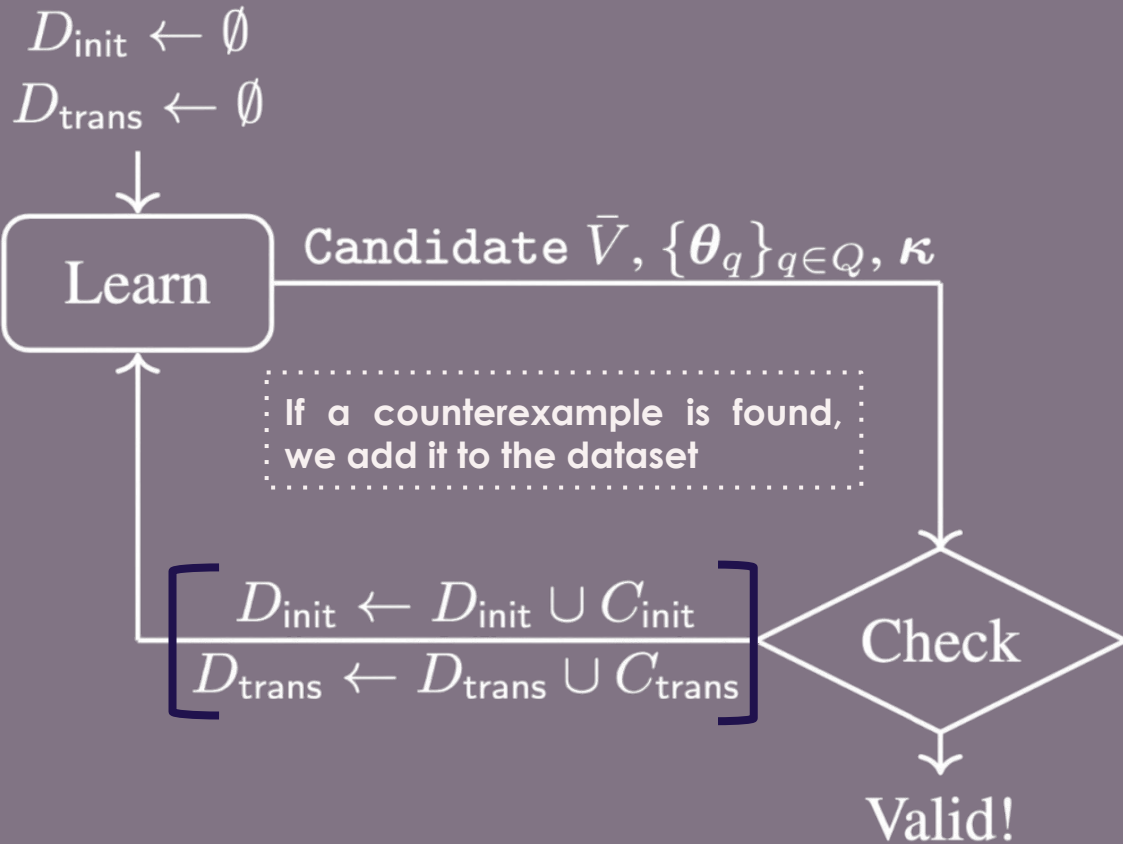 D_init ← ∅
D_trans ← ∅
Learn
Candidate V̄, {θ_q}_{q∈Q}, κ
If a counterexample is found,
we add it to the dataset
D_init ← D_init ∪ C_init
D_trans ← D_trans ∪ C_trans
Check
Valid!